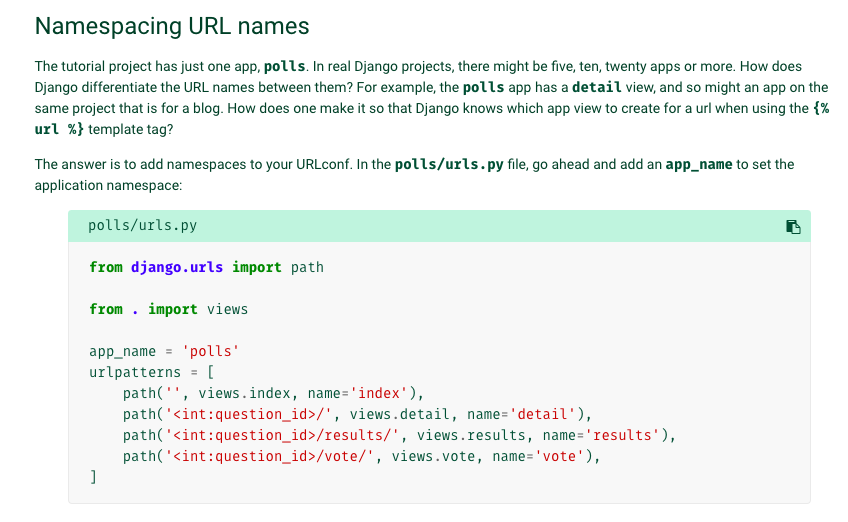 Namespacing URL names
The tutorial project has just one app, polls. In real Django projects, there might be five, ten, twenty apps or more. How does
Django differentiate the URL names between them? For example, the polls app has a detail view, and so might an app on the
same project that is for a blog. How does one make it so that Django knows which app view to create for a url when using the {%
url %} template tag?
The answer is to add namespaces to your URLconf. In the polls/urls.py file, go ahead and add an app_name to set the
application namespace:
polls/urls.py
from django.urls import path
from . import views
app_name = 'polls'
urlpatterns = [
    path('', views.index, name='index'),
    path('<int:question_id>/', views.detail, name='detail'),
    path('<int:question_id>/results/', views.results, name='results'),
    path('<int:question_id>/vote/', views.vote, name='vote'),
]